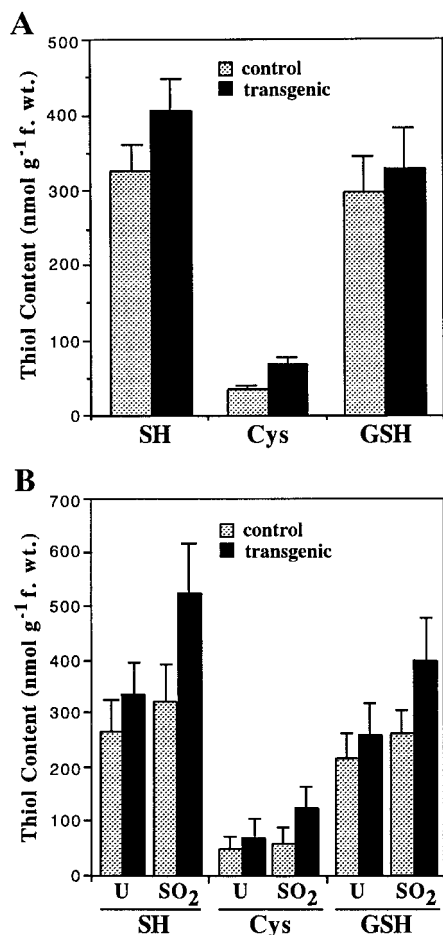 A
500
400
300
200
100
0
Thiol Content (nmol g⁻¹ f. wt.)
control
transgenic
SH Cys GSH
B
700
600
500
400
300
200
100
0
Thiol Content (nmol g⁻¹ f. wt.)
control
transgenic
U SO₂ U SO₂ U SO₂
SH Cys GSH